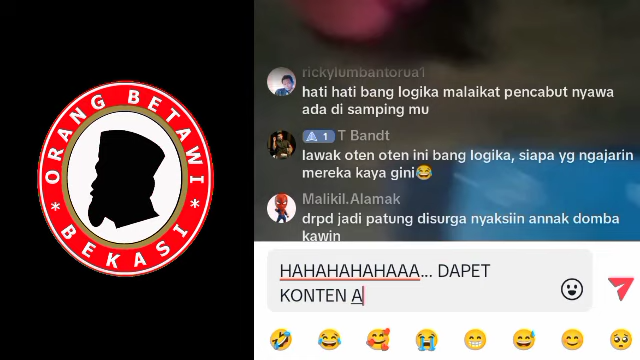 ORANG BETAWI
* BEKASI *
rickylumbantorua1
hati hati bang logika malaikat pencabut nyawa
ada di samping mu
1 T Bandt
lawak oten oten ini bang logika, siapa yg ngajarin
mereka kaya gini😂
Malikil.Alamak
drpd jadi patung disurga nyaksiin annak domba
kawin
HAHAHAHAHAAA... DAPET
KONTEN A